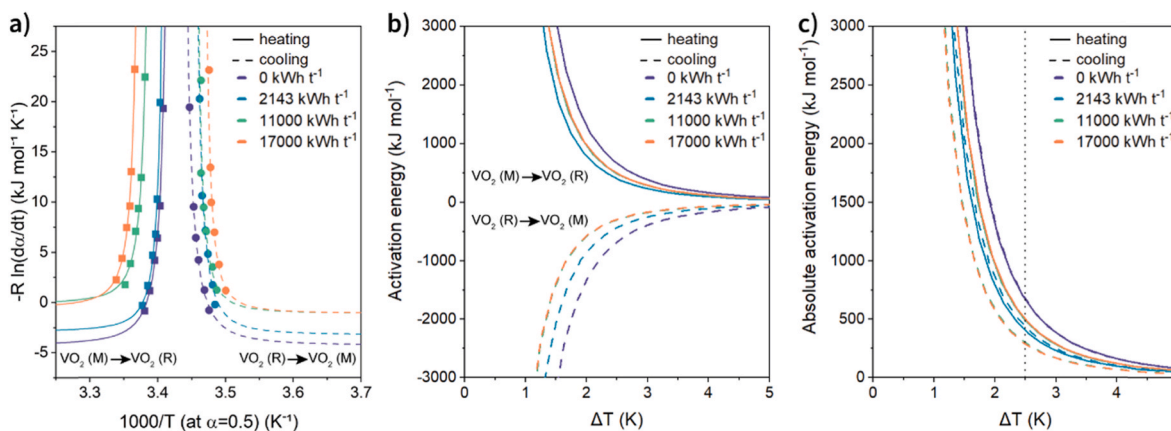 a)
-R ln(dα/dt) (kJ mol⁻¹ K⁻¹)
25
20
15
10
5
0
-5
heating
cooling
0 kWh t⁻¹
2143 kWh t⁻¹
11000 kWh t⁻¹
17000 kWh t⁻¹
VO₂ (M) → VO₂ (R)
VO₂ (R) → VO₂ (M)
3.3
3.4
3.5
3.6
3.7
1000/T (at α=0.5) (K⁻¹)
b)
Activation energy (kJ mol⁻¹)
3000
2000
1000
0
-1000
-2000
-3000
heating
cooling
0 kWh t⁻¹
2143 kWh t⁻¹
11000 kWh t⁻¹
17000 kWh t⁻¹
VO₂ (M) → VO₂ (R)
VO₂ (R) → VO₂ (M)
0
1
2
3
4
5
ΔT (K)
c)
Absolute activation energy (kJ mol⁻¹)
3000
2500
2000
1500
1000
500
0
heating
cooling
0 kWh t⁻¹
2143 kWh t⁻¹
11000 kWh t⁻¹
17000 kWh t⁻¹
0
1
2
3
4
ΔT (K)